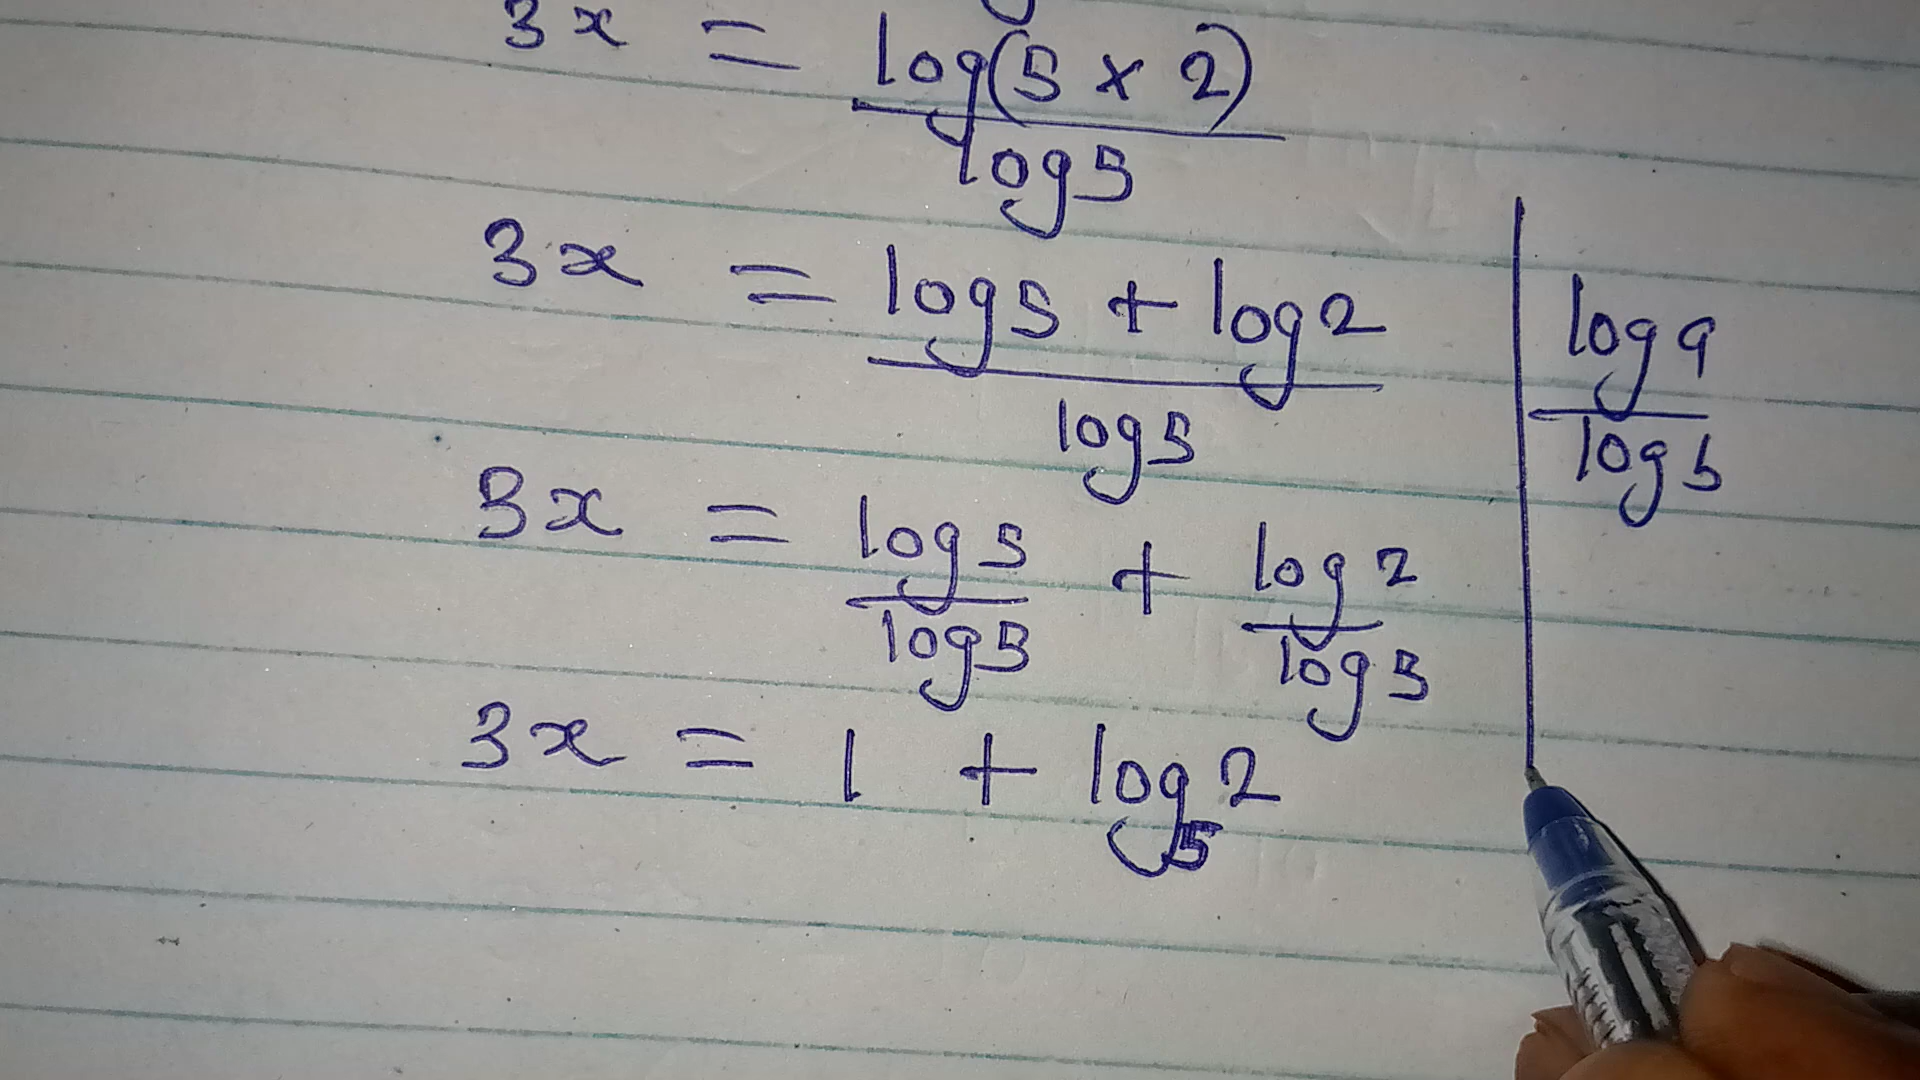 3x = log(5 × 2)
log5
3x = log5 + log2
log5
3x = log5 + log2
log5 log5
3x = 1 + log₅2
log a
log b